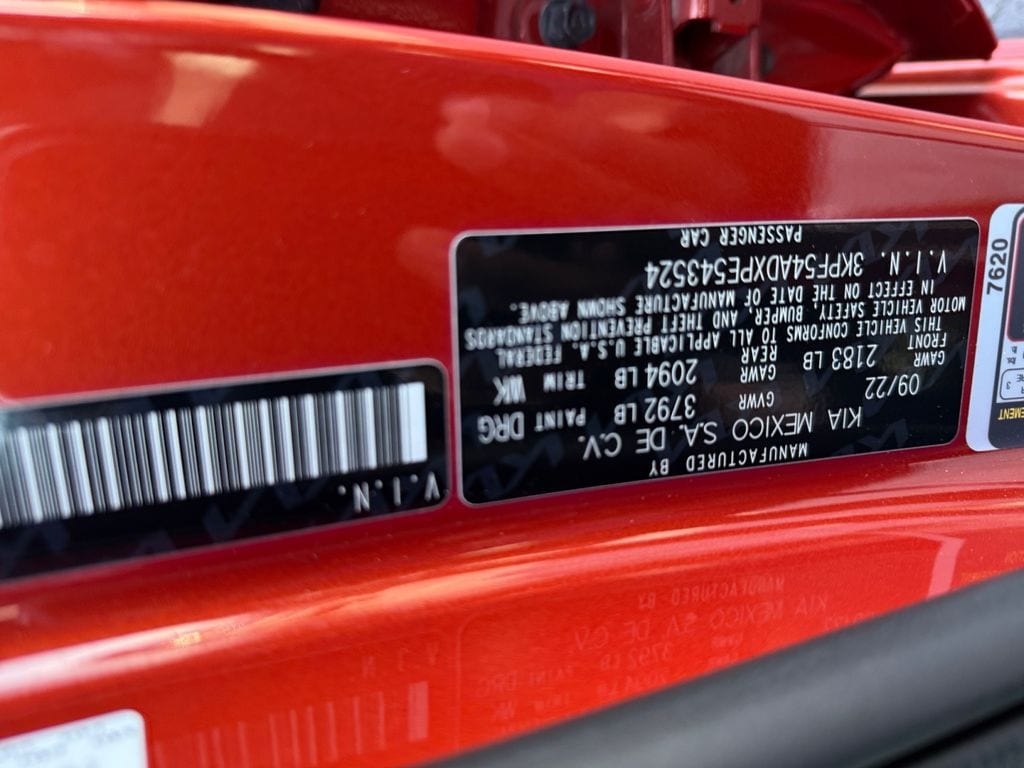 MANUFACTURED BY
KIA MEXICO S.A. DE C.V.
09/22 GVWR 3792 LB PAINT DRG
GAWR FRONT 2183 LB GAWR REAR 2094 LB TRIM WK
THIS VEHICLE CONFORMS TO ALL APPLICABLE U.S.A. FEDERAL
MOTOR VEHICLE SAFETY, BUMPER, AND THEFT PREVENTION STANDARDS
IN EFFECT ON THE DATE OF MANUFACTURE SHOWN ABOVE.
V.I.N. 3KPF54ADXPE543524
PASSENGER CAR
V.I.N.
7620